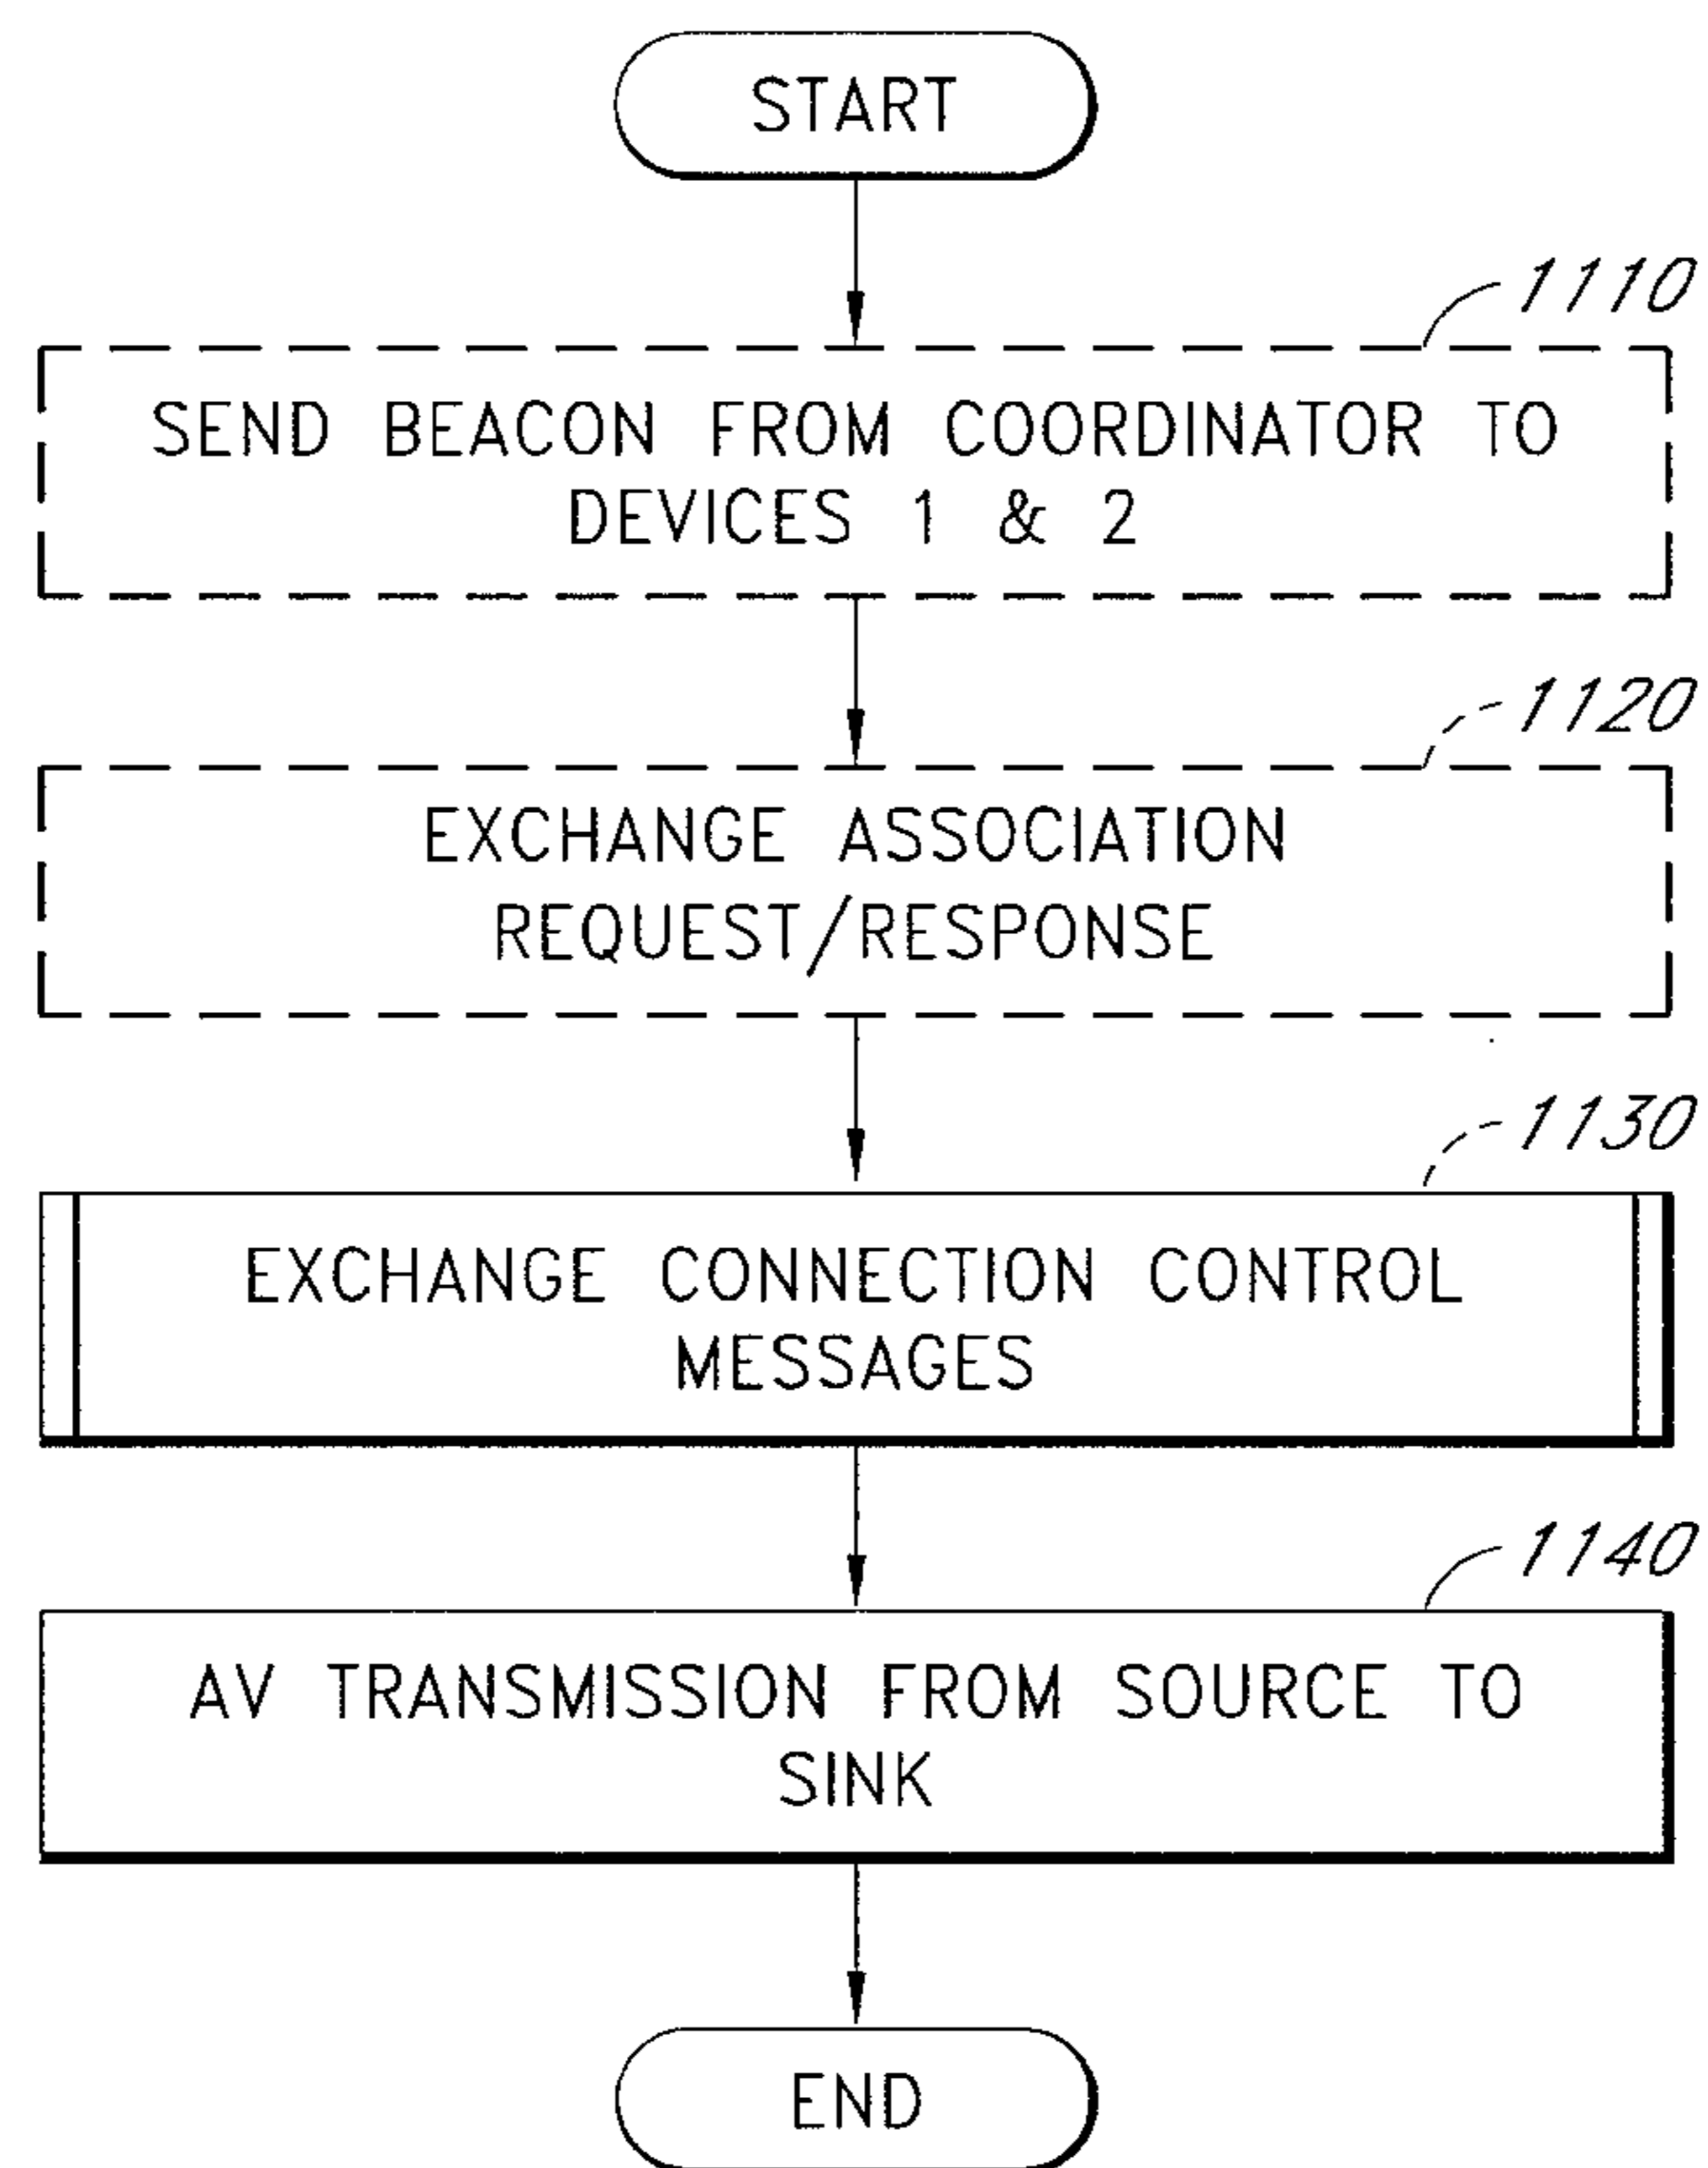 START
1110
SEND BEACON FROM COORDINATOR TO
DEVICES 1 & 2
1120
EXCHANGE ASSOCIATION
REQUEST/RESPONSE
1130
EXCHANGE CONNECTION CONTROL
MESSAGES
1140
AV TRANSMISSION FROM SOURCE TO
SINK
END